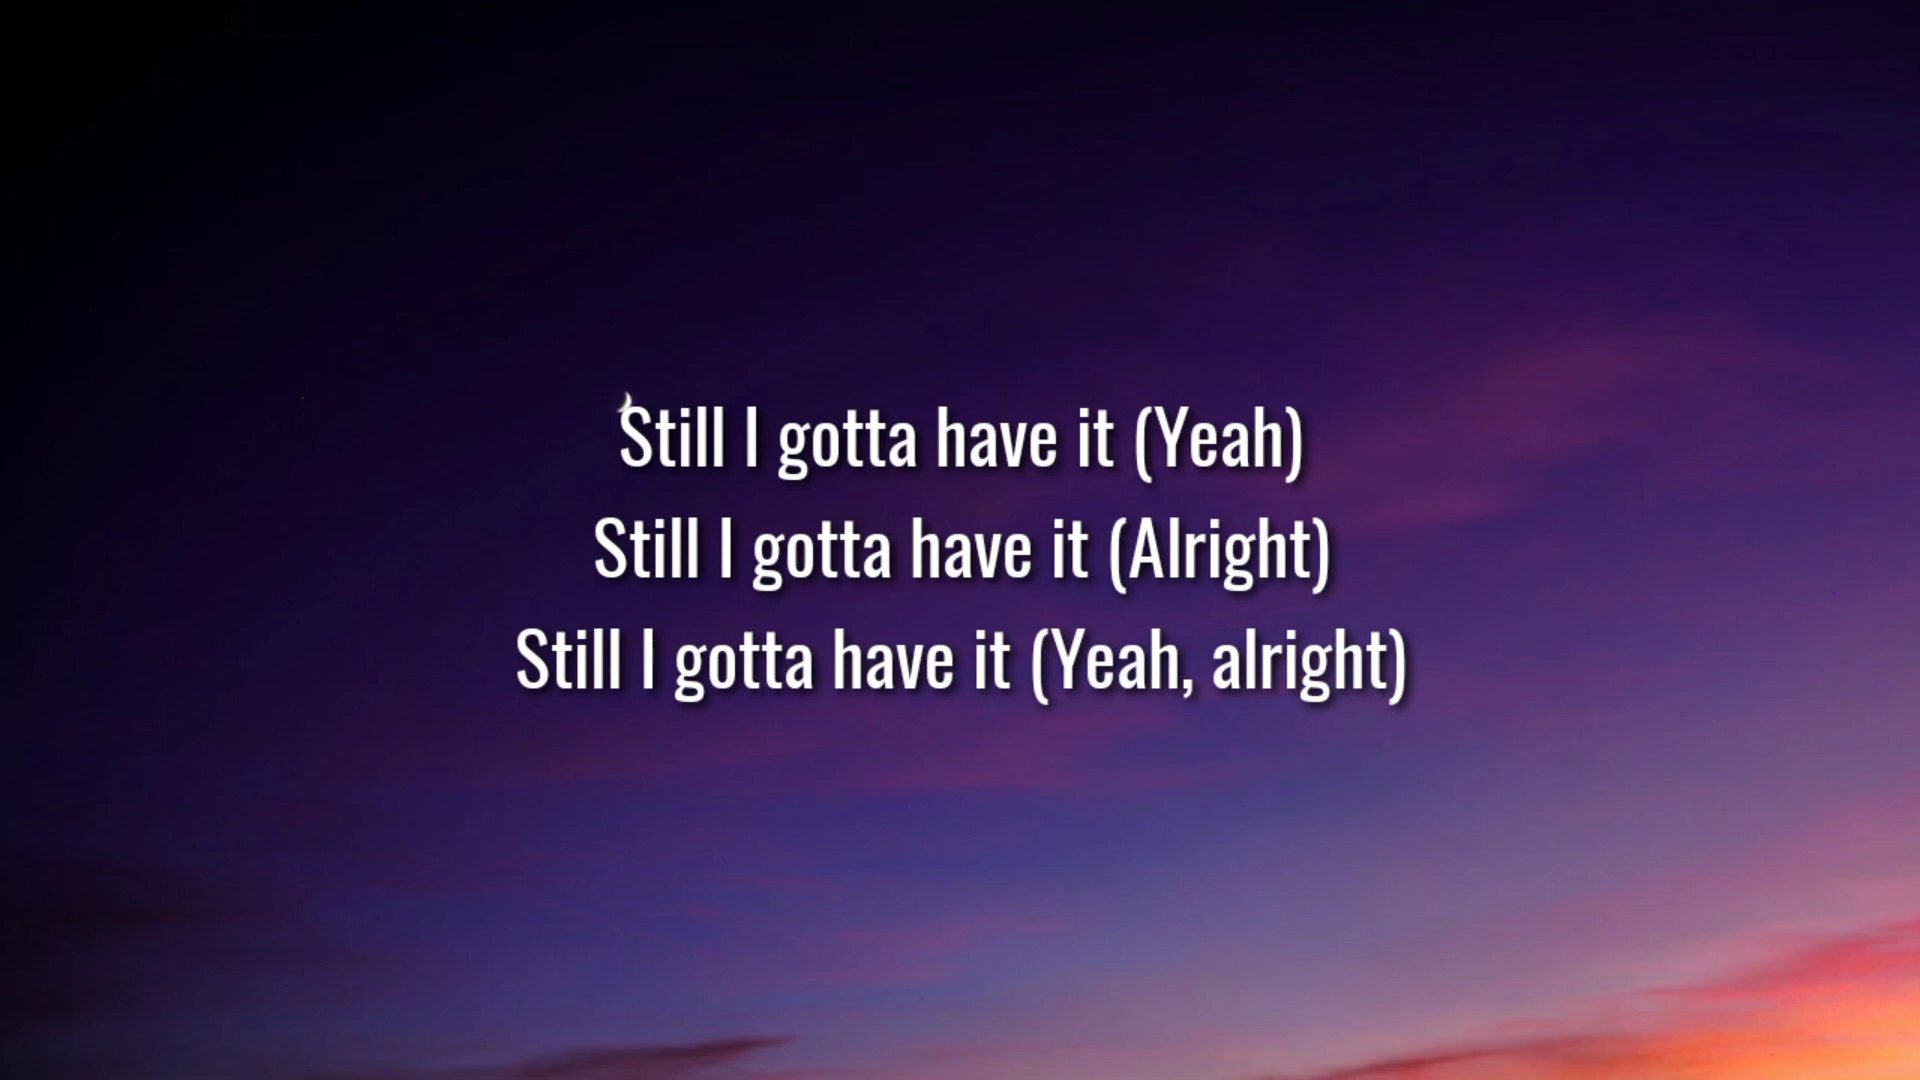 Still I gotta have it (Yeah)
Still I gotta have it (Alright)
Still I gotta have it (Yeah, alright)